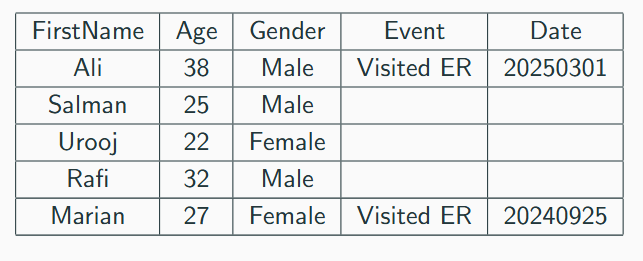 FirstName Age Gender Event Date
Ali 38 Male Visited ER 20250301
Salman 25 Male
Urooj 22 Female
Rafi 32 Male
Marian 27 Female Visited ER 20240925